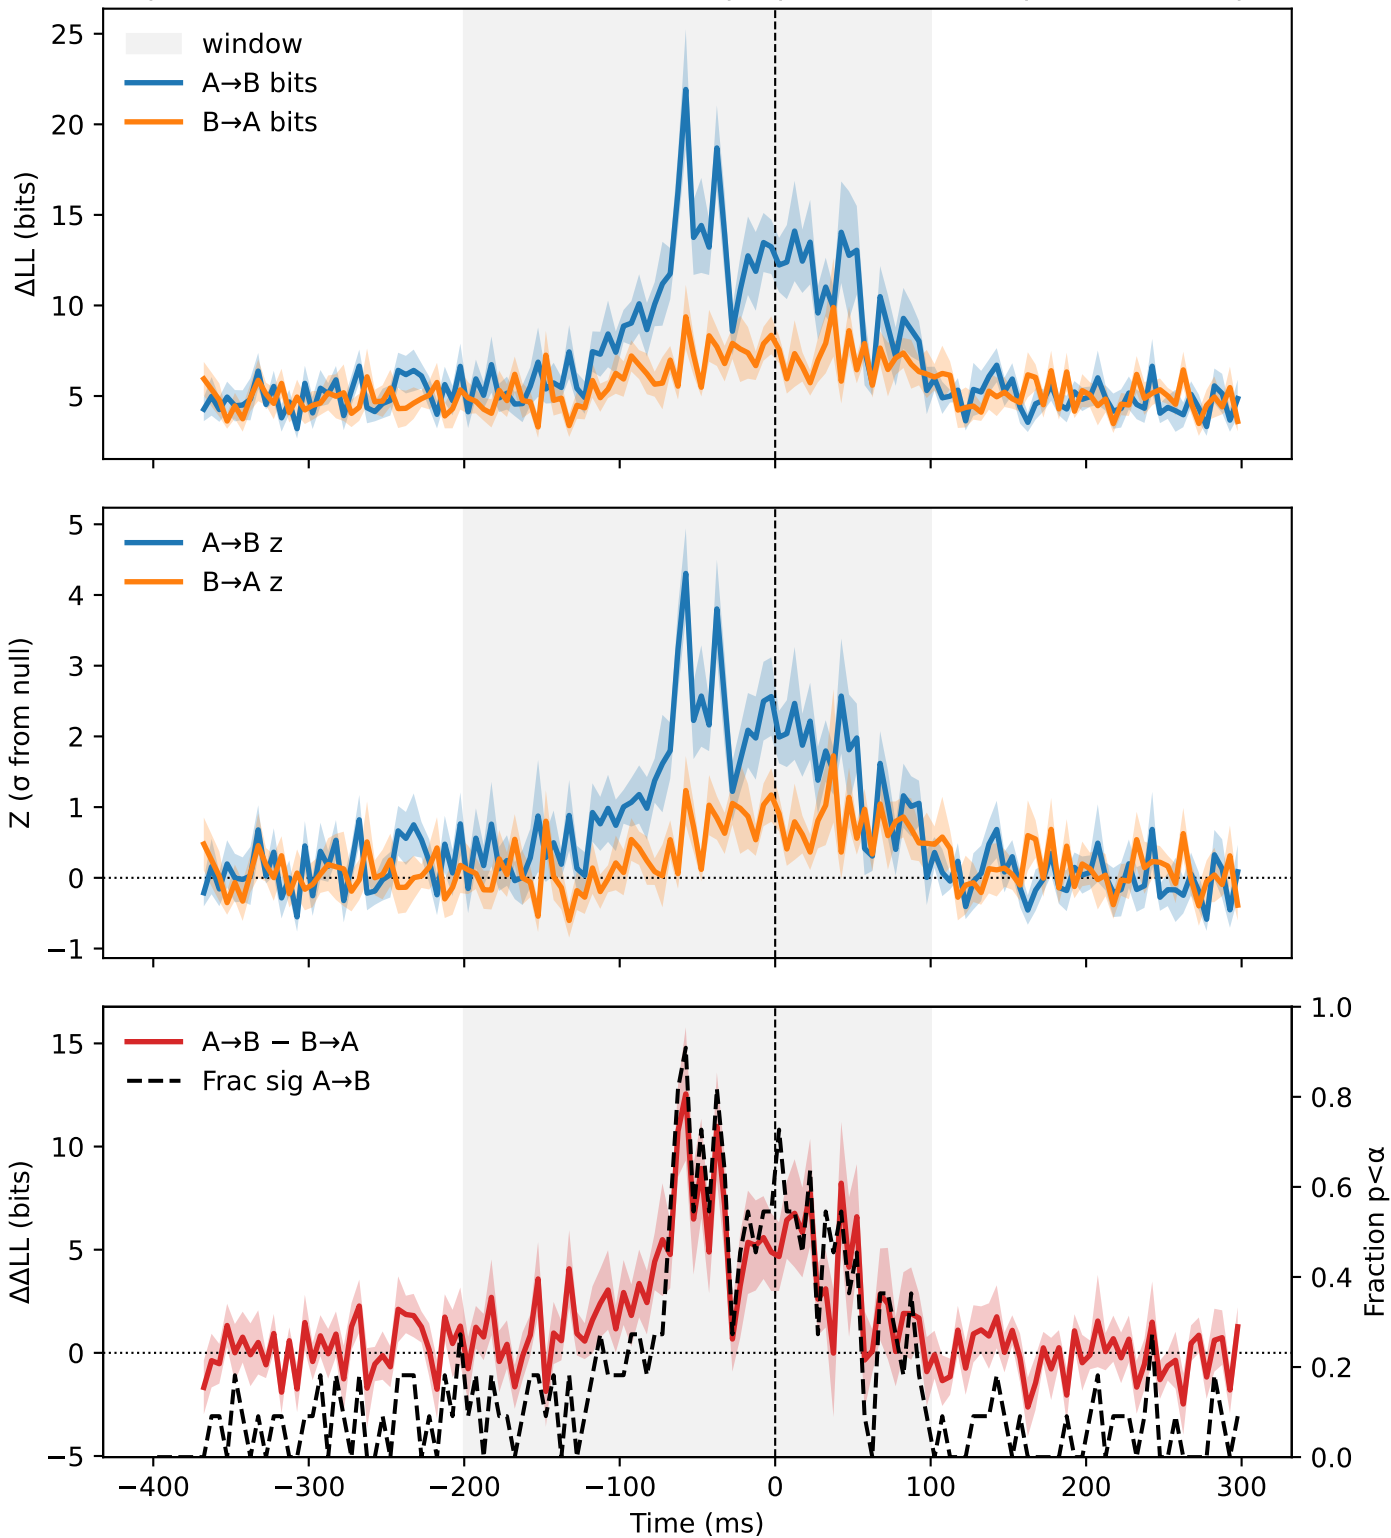 25
20
15
10
5
ΔLL (bits)
window
A→B bits
B→A bits
5
4
3
2
1
0
−1
Z (σ from null)
A→B z
B→A z
15
10
5
0
−5
ΔΔLL (bits)
A→B − B→A
Frac sig A→B
1.0
0.8
0.6
0.4
0.2
0.0
Fraction p<α
−400 −300 −200 −100 0 100 200 300
Time (ms)